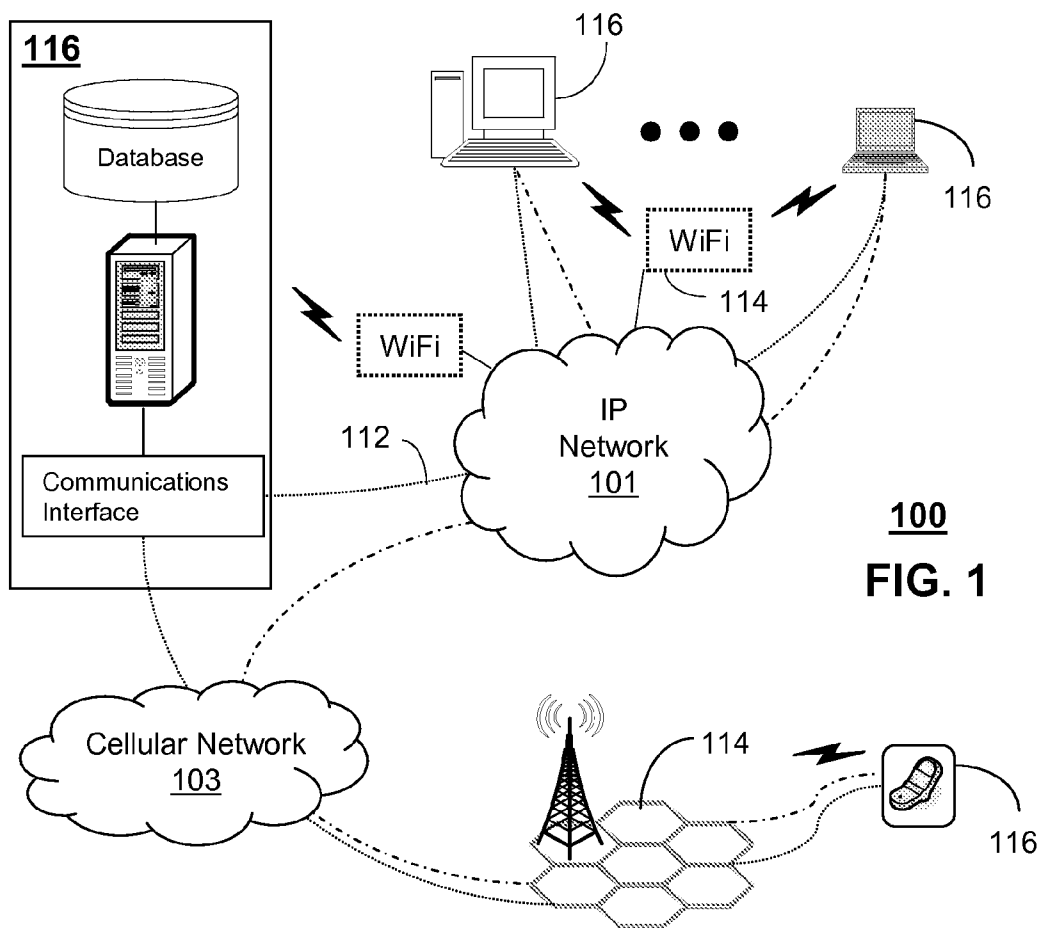 116
Database
Communications
Interface
116
116
WiFi
114
WiFi
112
IP
Network
101
100
FIG. 1
Cellular Network
103
114
116